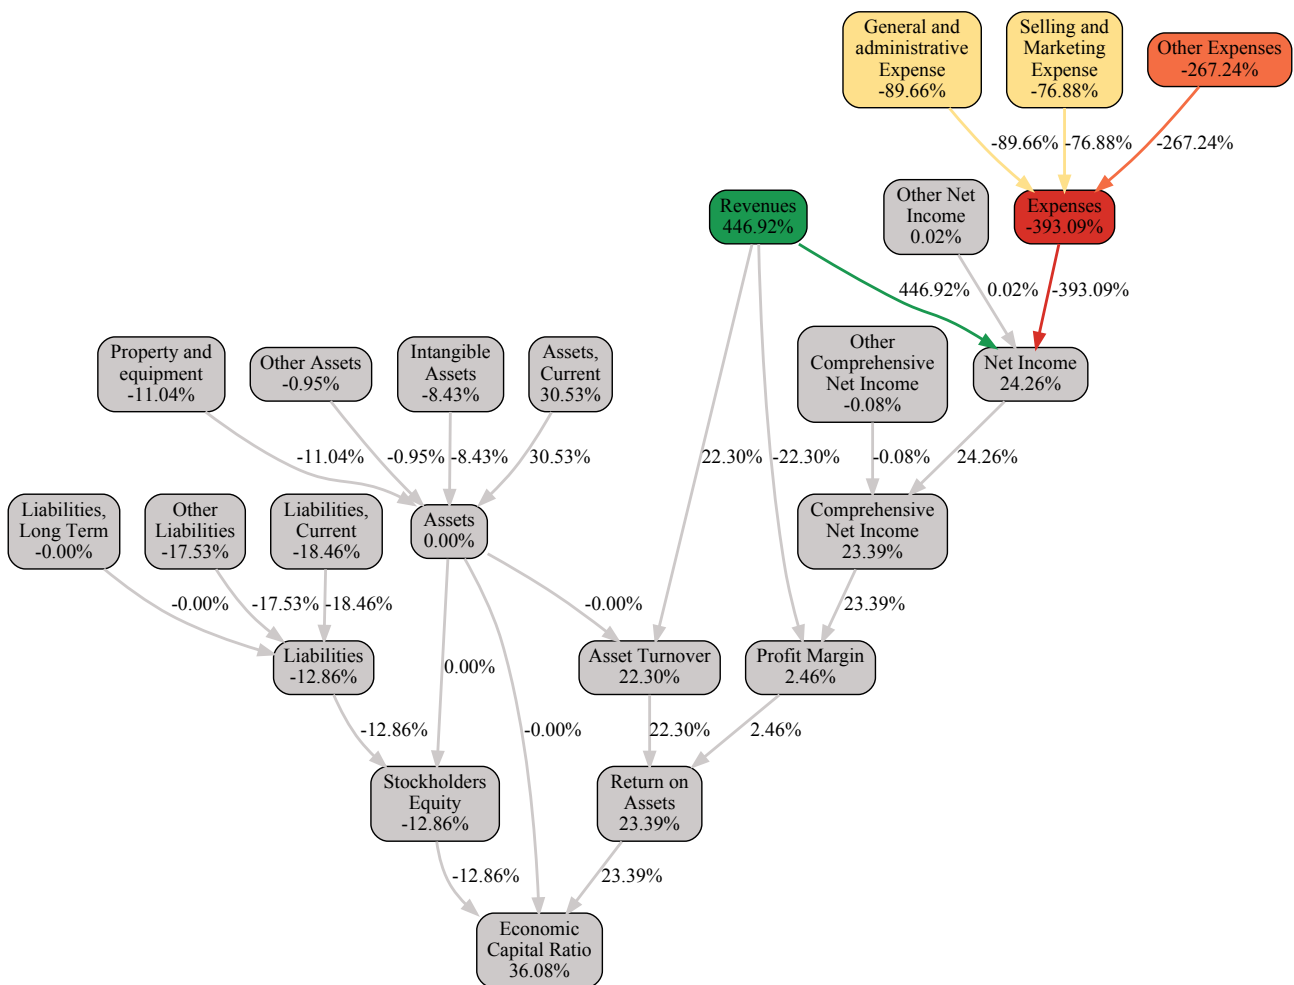 General and
administrative
Expense
-89.66%
Selling and
Marketing
Expense
-76.88%
Other Expenses
-267.24%
-89.66%
-76.88%
-267.24%
Revenues
446.92%
Other Net
Income
0.02%
Expenses
-393.09%
446.92%
0.02%
-393.09%
Property and
equipment
-11.04%
Other Assets
-0.95%
Intangible
Assets
-8.43%
Assets,
Current
30.53%
Other
Comprehensive
Net Income
-0.08%
Net Income
24.26%
-11.04%
-0.95%
-8.43%
30.53%
22.30%
-22.30%
-0.08%
24.26%
Liabilities,
Long Term
-0.00%
Other
Liabilities
-17.53%
Liabilities,
Current
-18.46%
Assets
0.00%
Comprehensive
Net Income
23.39%
-0.00%
-17.53%
-18.46%
-0.00%
23.39%
Liabilities
-12.86%
0.00%
Asset Turnover
22.30%
Profit Margin
2.46%
-12.86%
-0.00%
22.30%
2.46%
Stockholders
Equity
-12.86%
Return on
Assets
23.39%
-12.86%
23.39%
Economic
Capital Ratio
36.08%